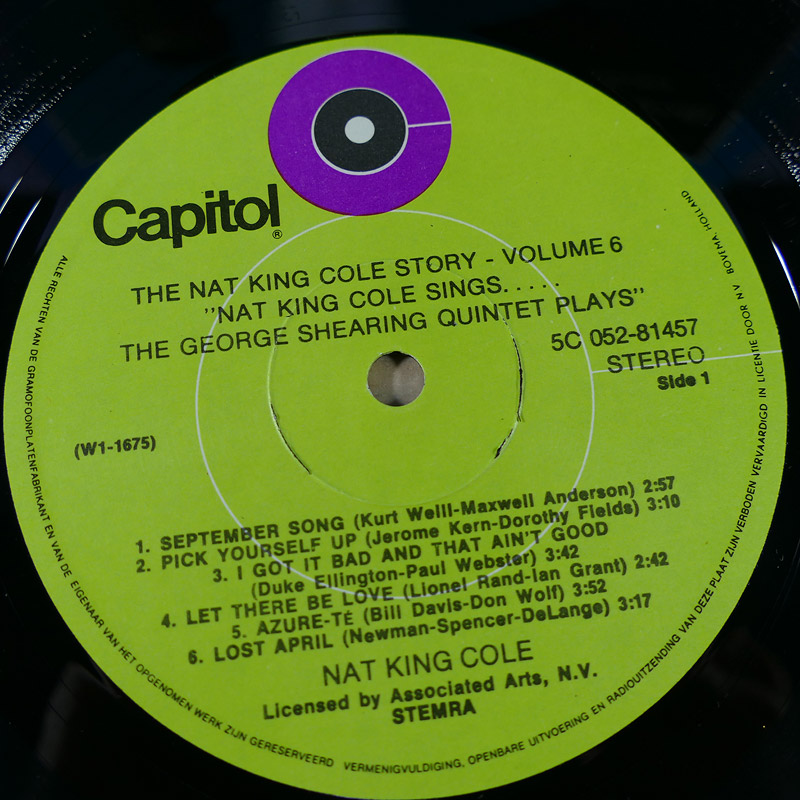 Capitol®
THE NAT KING COLE STORY - VOLUME 6
"NAT KING COLE SINGS.....
THE GEORGE SHEARING QUINTET PLAYS"
5C 052-81457
STEREO
Side 1
(W1-1675)
1. SEPTEMBER SONG (Kurt Weill-Maxwell Anderson) 2:57
2. PICK YOURSELF UP (Jerome Kern-Dorothy Fields) 3:10
3. I GOT IT BAD AND THAT AIN'T GOOD
(Duke Ellington-Paul Webster) 3:42
4. LET THERE BE LOVE (Lionel Rand-Ian Grant) 2:42
5. AZURE-TÉ (Bill Davis-Don Wolf) 3:52
6. LOST APRIL (Newman-Spencer-DeLange) 3:17
NAT KING COLE
Licensed by Associated Arts, N.V.
STEMRA
ALLE RECHTEN VAN DE GRAMOFOONPLATENFABRIKANT EN VAN DE EIGENAAR VAN HET OPGENOMEN WERK ZIJN GERESERVEERD
VERMENIGVULDIGING, OPENBARE UITVOERING EN RADIOUITZENDING VAN DEZE PLAAT ZIJN VERBODEN VERVAARDIGD IN LICENTIE DOOR N.V. BOVEMA HOLLAND